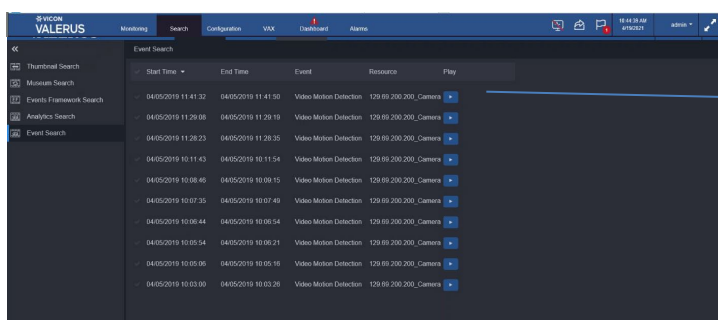 VICON
VALERUS
Monitoring Search Configuration VAX Dashboard Alarms
10:44:35 AM
4/19/2021
admin
Event Search
Thumbnail Search
Museum Search
Events Framework Search
Analytics Search
Event Search
Start Time End Time Event Resource Play
04/05/2019 11:41:32 04/05/2019 11:41:50 Video Motion Detection 129.69.200.200_Camera
04/05/2019 11:29:08 04/05/2019 11:29:19 Video Motion Detection 129.69.200.200_Camera
04/05/2019 11:28:23 04/05/2019 11:28:35 Video Motion Detection 129.69.200.200_Camera
04/05/2019 10:11:43 04/05/2019 10:11:54 Video Motion Detection 129.69.200.200_Camera
04/05/2019 10:08:46 04/05/2019 10:09:15 Video Motion Detection 129.69.200.200_Camera
04/05/2019 10:07:35 04/05/2019 10:07:49 Video Motion Detection 129.69.200.200_Camera
04/05/2019 10:06:44 04/05/2019 10:06:54 Video Motion Detection 129.69.200.200_Camera
04/05/2019 10:05:54 04/05/2019 10:06:21 Video Motion Detection 129.69.200.200_Camera
04/05/2019 10:05:06 04/05/2019 10:05:16 Video Motion Detection 129.69.200.200_Camera
04/05/2019 10:03:00 04/05/2019 10:03:26 Video Motion Detection 129.69.200.200_Camera